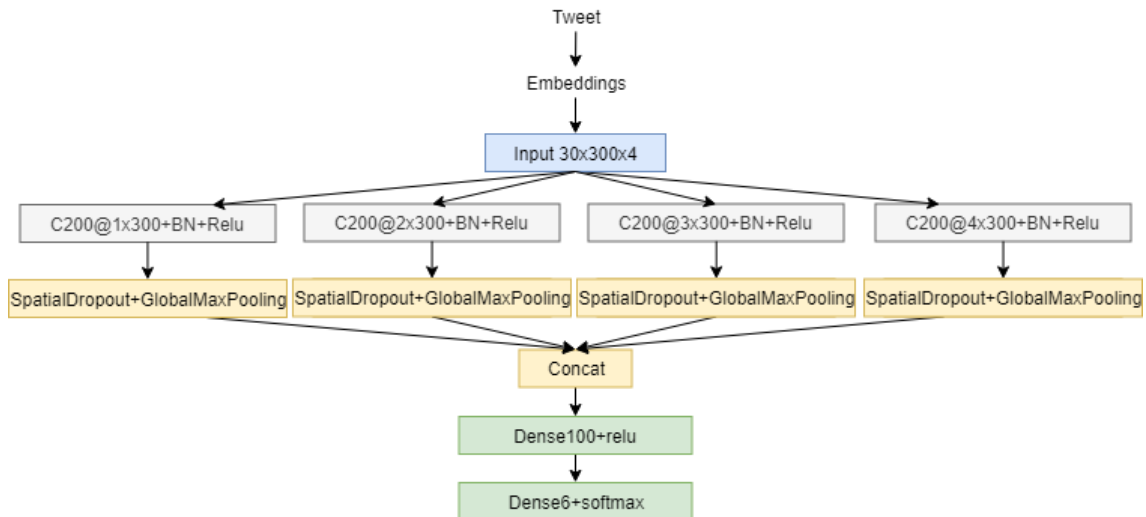 Tweet
Embeddings
Input 30x300x4
C200@1x300+BN+Relu
C200@2x300+BN+Relu
C200@3x300+BN+Relu
C200@4x300+BN+Relu
SpatialDropout+GlobalMaxPooling
SpatialDropout+GlobalMaxPooling
SpatialDropout+GlobalMaxPooling
SpatialDropout+GlobalMaxPooling
Concat
Dense100+relu
Dense6+softmax